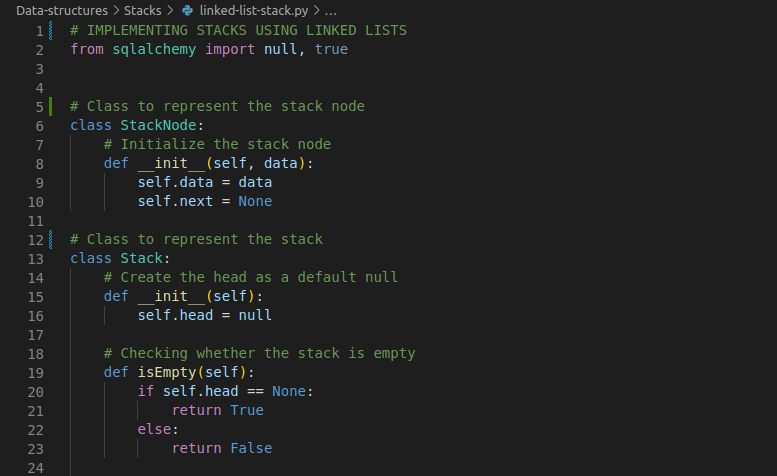 Data-structures > Stacks > linked-list-stack.py > ...
1 # IMPLEMENTING STACKS USING LINKED LISTS
2 from sqlalchemy import null, true
3
4
5 # Class to represent the stack node
6 class StackNode:
7     # Initialize the stack node
8     def __init__(self, data):
9         self.data = data
10         self.next = None
11
12 # Class to represent the stack
13 class Stack:
14     # Create the head as a default null
15     def __init__(self):
16         self.head = null
17
18     # Checking whether the stack is empty
19     def isEmpty(self):
20         if self.head == None:
21             return True
22         else:
23             return False
24